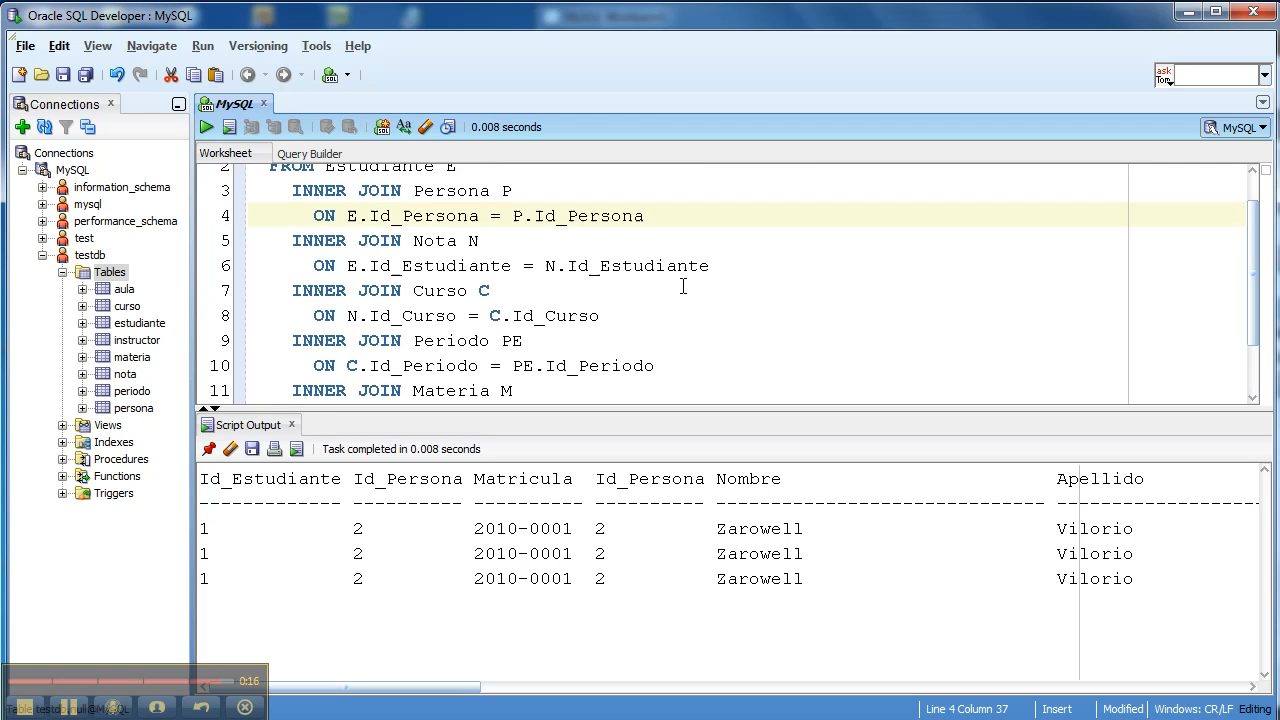 Oracle SQL Developer : MySQL
File Edit View Navigate Run Versioning Tools Help
ask
Tom
Connections
MySQL
0.008 seconds
MySQL
Worksheet Query Builder
Connections
MySQL
information_schema
mysql
performance_schema
test
testdb
Tables
aula
curso
estudiante
instructor
materia
nota
periodo
persona
Views
Indexes
Procedures
Functions
Triggers
2 FROM Estudiante E
3 INNER JOIN Persona P
4 ON E.Id_Persona = P.Id_Persona
5 INNER JOIN Nota N
6 ON E.Id_Estudiante = N.Id_Estudiante
7 INNER JOIN Curso C
8 ON N.Id_Curso = C.Id_Curso
9 INNER JOIN Periodo PE
10 ON C.Id_Periodo = PE.Id_Periodo
11 INNER JOIN Materia M
Script Output
Task completed in 0.008 seconds
Id_Estudiante Id_Persona Matricula Id_Persona Nombre Apellido
1 2 2010-0001 2 Zarowell Vilorio
1 2 2010-0001 2 Zarowell Vilorio
1 2 2010-0001 2 Zarowell Vilorio
0:16
Line 4 Column 37 Insert Modified Windows: CR/LF Editing